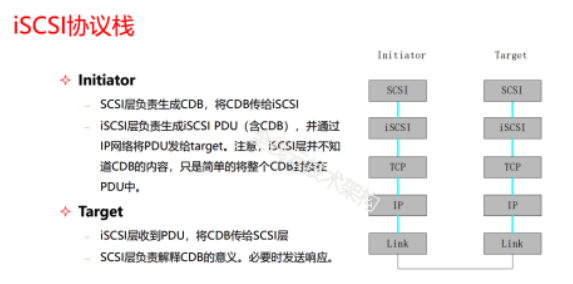 iSCSI协议栈
Initiator
SCSI层负责生成CDB，将CDB传给iSCSI
iSCSI层负责生成iSCSI PDU（含CDB），并通过
IP网络将PDU发给target。注意，iSCSI层并不知
道CDB的内容，只是简单的将整个CDB封装在
PDU中。
Target
iSCSI层收到PDU，将CDB传给SCSI层
SCSI层负责解释CDB的意义。必要时发送响应。
Initiator Target
SCSI SCSI
iSCSI iSCSI
TCP TCP
IP IP
Link Link
技术架构